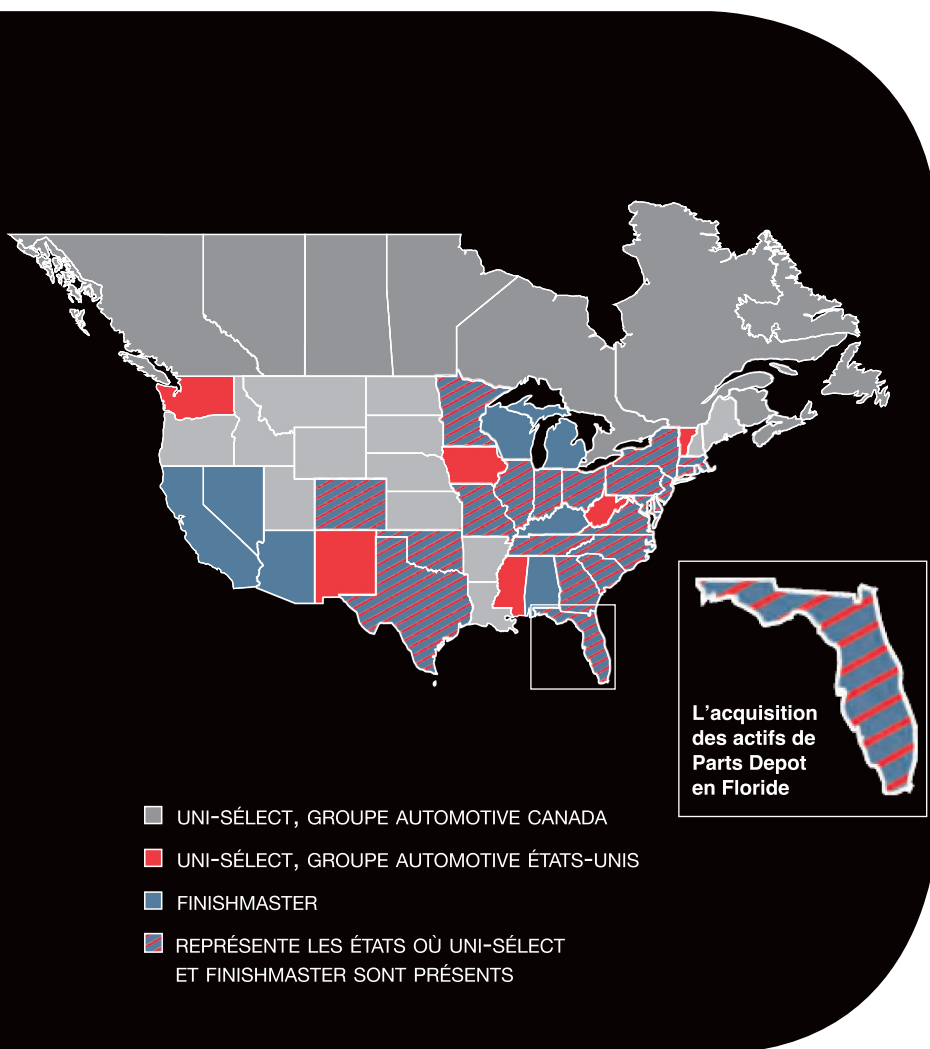 L'acquisition
des actifs de
Parts Depot
en Floride
UNI-SÉLECT, GROUPE AUTOMOTIVE CANADA
UNI-SÉLECT, GROUPE AUTOMOTIVE ÉTATS-UNIS
FINISHMASTER
REPRÉSENTE LES ÉTATS OÙ UNI-SÉLECT
ET FINISHMASTER SONT PRÉSENTS